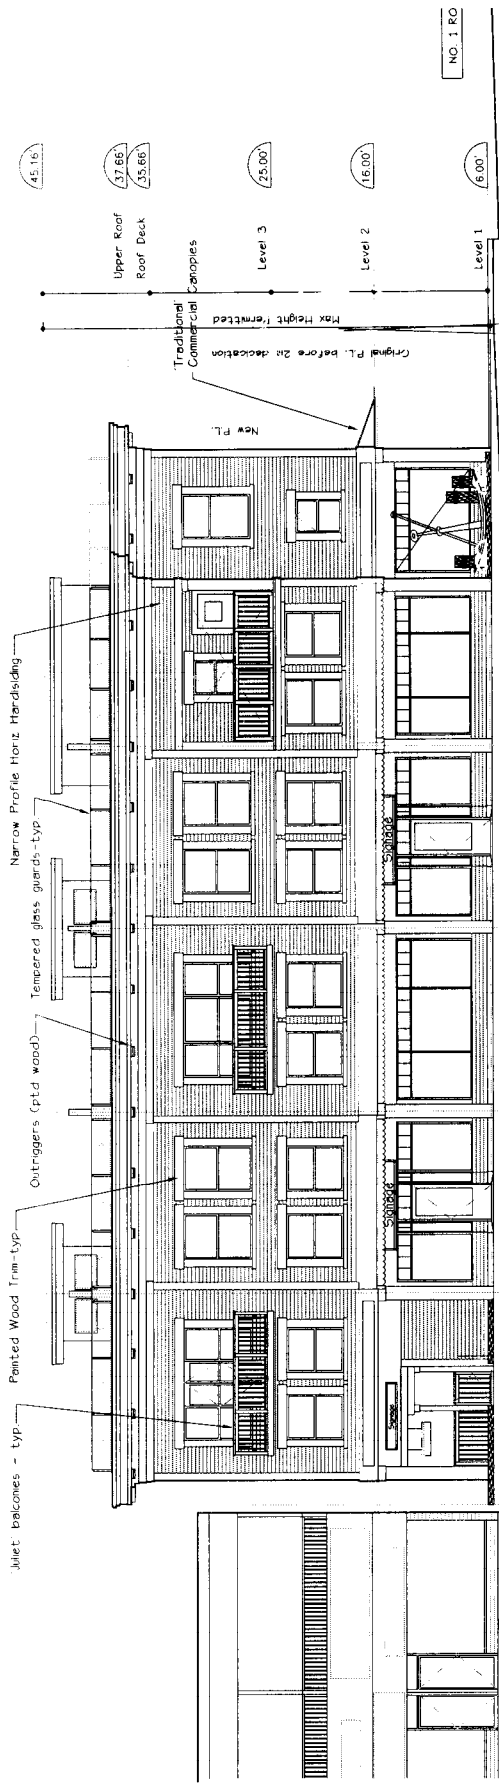 Juliet balconies - typ.
Painted Wood Trim-typ
Outriggers (ptd wood)
Tempered glass guards-typ
Narrow Profile Horiz Hardisiding
45.16'
Upper Roof
37.66'
Roof Deck
35.66'
Traditional
Commercial Canopies
Level 3
25.00'
Level 2
16.00'
Level 1
6.00'
Max Height Permitted
Original P.L. before 2m dedication
New P.L.
Signage
Signage
Signage
NO. 1 RO